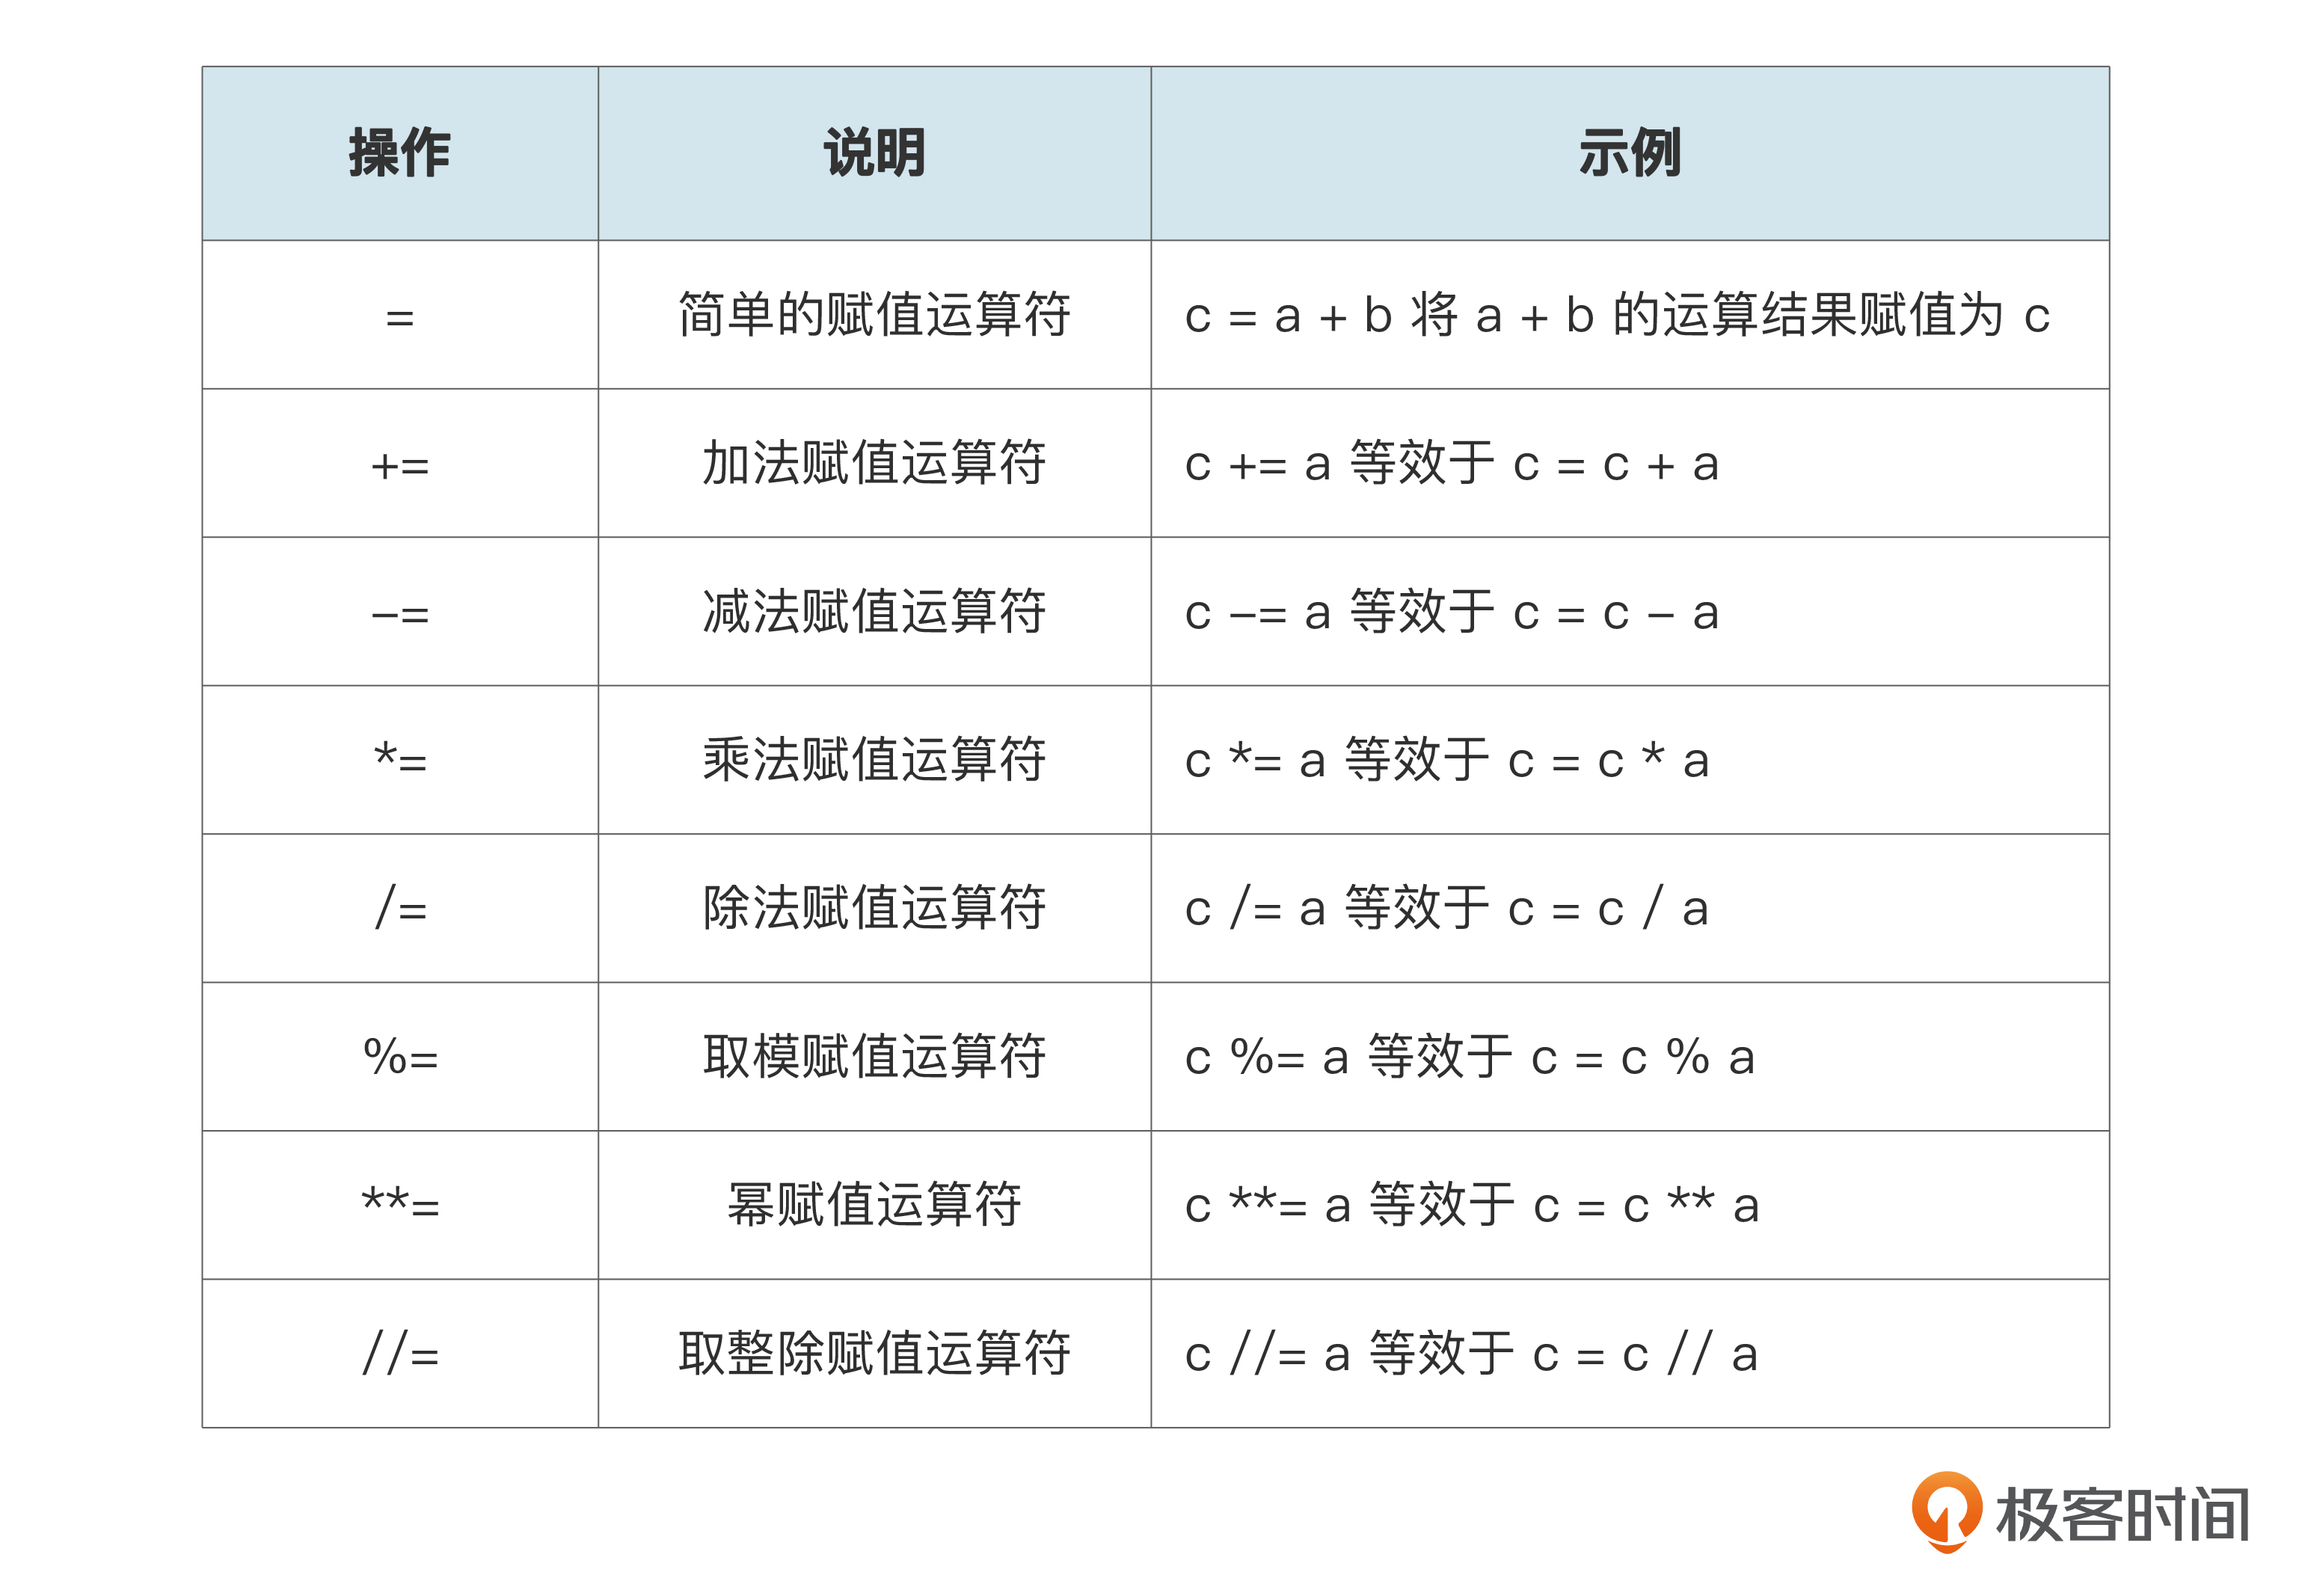 操作 说明 示例
= 简单的赋值运算符 c = a + b 将 a + b 的运算结果赋值为 c
+= 加法赋值运算符 c += a 等效于 c = c + a
-= 减法赋值运算符 c -= a 等效于 c = c - a
*= 乘法赋值运算符 c *= a 等效于 c = c * a
/= 除法赋值运算符 c /= a 等效于 c = c / a
%= 取模赋值运算符 c %= a 等效于 c = c % a
**= 幂赋值运算符 c **= a 等效于 c = c ** a
//= 取整除赋值运算符 c //= a 等效于 c = c // a
极客时间